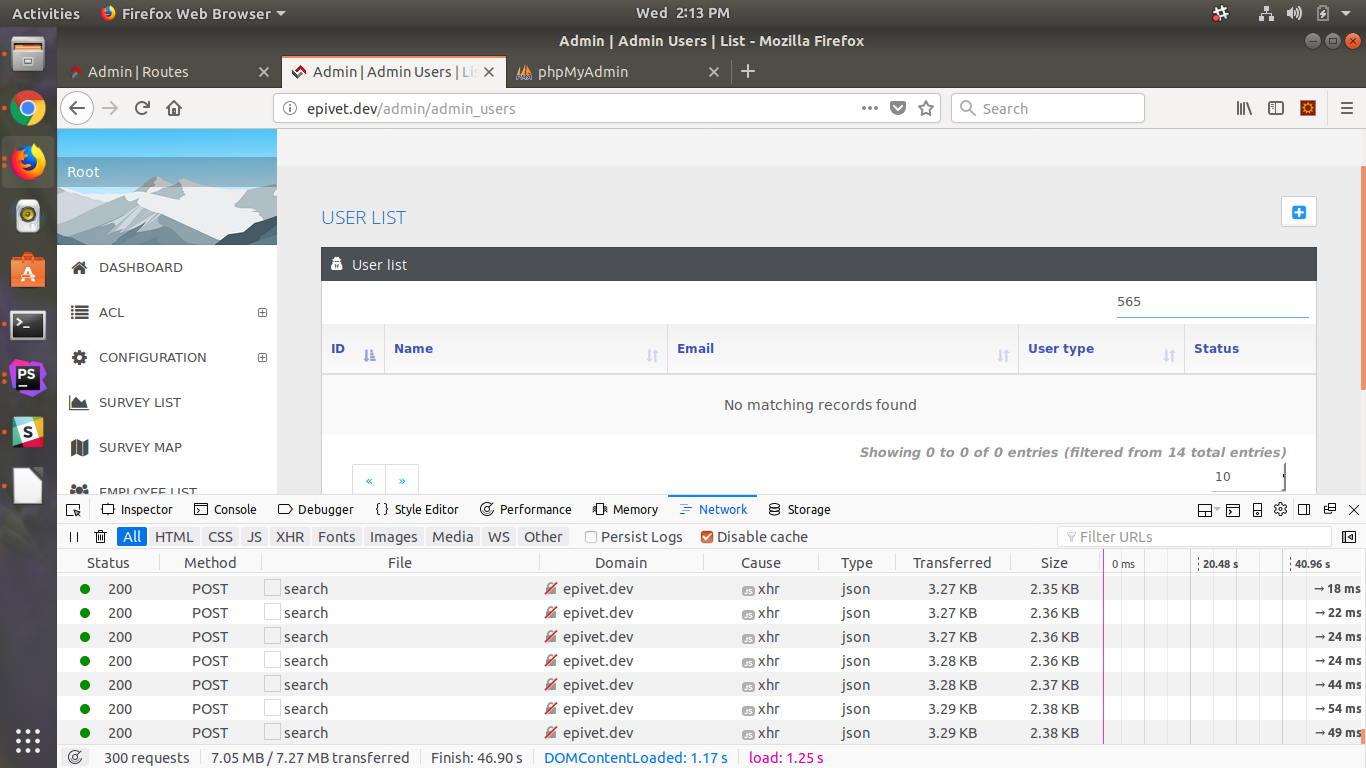 Activities Firefox Web Browser Wed 2:13 PM
Admin | Admin Users | List - Mozilla Firefox
Admin | Routes Admin | Admin Users | Lis phpMyAdmin
epivet.dev/admin/admin_users Search
Root
USER LIST
DASHBOARD
User list
ACL
565
ID Name Email User type Status
CONFIGURATION
SURVEY LIST
No matching records found
SURVEY MAP
Showing 0 to 0 of 0 entries (filtered from 14 total entries)
« » 10
EMPLOYEE LIST
Inspector Console Debugger Style Editor Performance Memory Network Storage
All HTML CSS JS XHR Fonts Images Media WS Other Persist Logs Disable cache Filter URLs
Status Method File Domain Cause Type Transferred Size 0 ms 20.48 s 40.96 s
200 POST search epivet.dev JS xhr json 3.27 KB 2.35 KB → 18 ms
200 POST search epivet.dev JS xhr json 3.27 KB 2.36 KB → 22 ms
200 POST search epivet.dev JS xhr json 3.27 KB 2.36 KB → 24 ms
200 POST search epivet.dev JS xhr json 3.28 KB 2.36 KB → 24 ms
200 POST search epivet.dev JS xhr json 3.28 KB 2.37 KB → 44 ms
200 POST search epivet.dev JS xhr json 3.29 KB 2.38 KB → 54 ms
200 POST search epivet.dev JS xhr json 3.29 KB 2.38 KB → 49 ms
300 requests 7.05 MB / 7.27 MB transferred Finish: 46.90 s DOMContentLoaded: 1.17 s load: 1.25 s